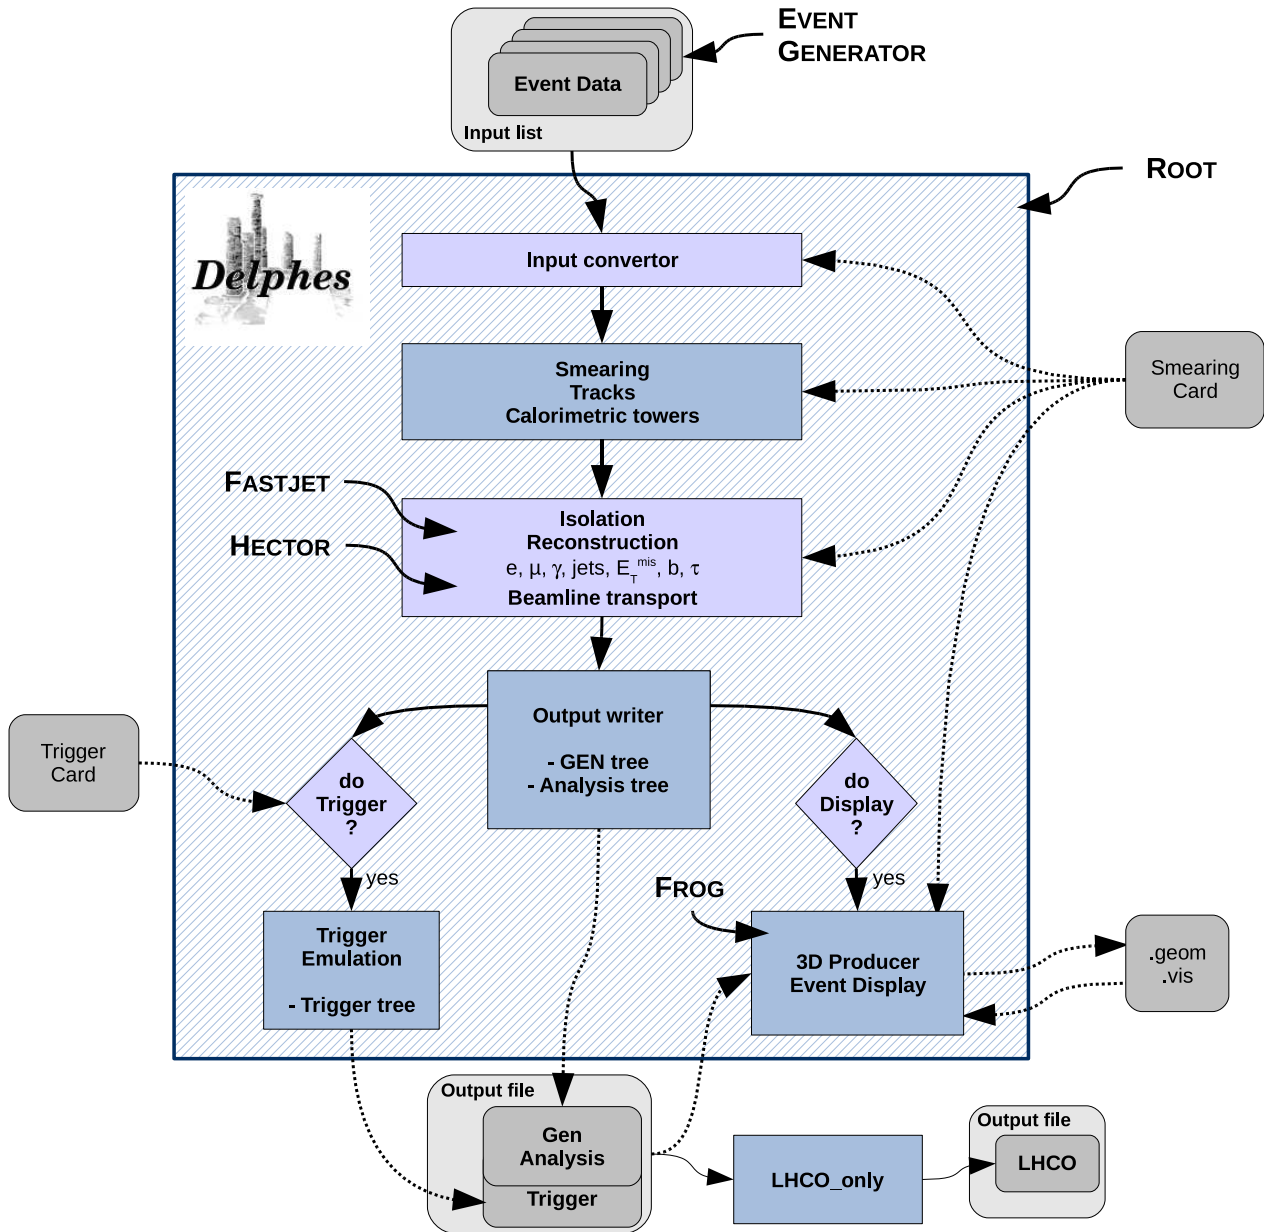 EVENT
GENERATOR
Event Data
Input list
ROOT
Delphes
Input convertor
Smearing
Tracks
Calorimetric towers
Smearing
Card
FASTJET
HECTOR
Isolation
Reconstruction
e, μ, γ, jets, E_T^mis, b, τ
Beamline transport
Trigger
Card
Output writer
- GEN tree
- Analysis tree
do
Trigger
?
do
Display
?
yes
yes
FROG
Trigger
Emulation
- Trigger tree
3D Producer
Event Display
.geom
.vis
Output file
Gen
Analysis
Trigger
LHCO_only
Output file
LHCO